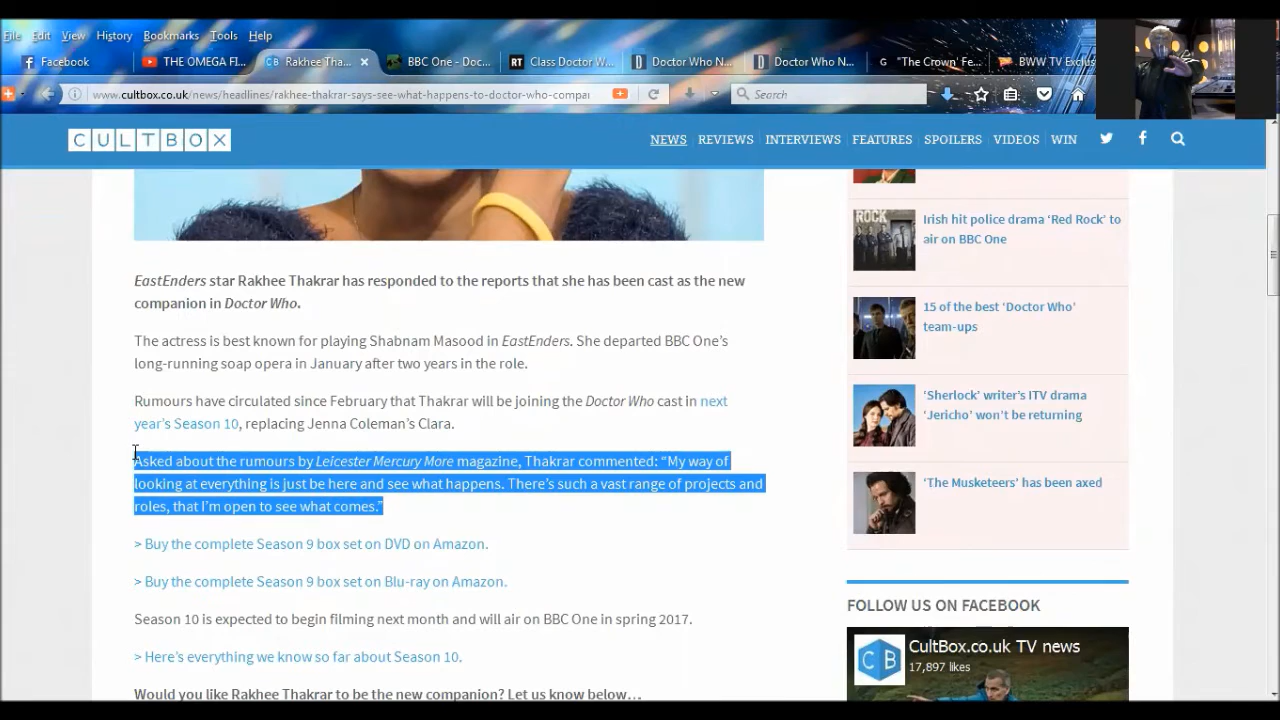 File Edit View History Bookmarks Tools Help
Facebook
THE OMEGA FI...
CB Rakhee Tha...
BBC One - Doc...
RT Class Doctor W...
Doctor Who N...
Doctor Who N...
G "The Crown' Fe...
BWW TV Exclus
www.cultbox.co.uk/news/headlines/rakhee-thakrar-says-see-what-happens-to-doctor-who-compar
Search
CULTBOX
NEWS REVIEWS INTERVIEWS FEATURES SPOILERS VIDEOS WIN
EastEnders star Rakhee Thakrar has responded to the reports that she has been cast as the new
companion in Doctor Who.
The actress is best known for playing Shabnam Masood in EastEnders. She departed BBC One's
long-running soap opera in January after two years in the role.
Rumours have circulated since February that Thakrar will be joining the Doctor Who cast in next
year's Season 10, replacing Jenna Coleman's Clara.
Asked about the rumours by Leicester Mercury More magazine, Thakrar commented: “My way of
looking at everything is just be here and see what happens. There's such a vast range of projects and
roles, that I'm open to see what comes.”
> Buy the complete Season 9 box set on DVD on Amazon.
> Buy the complete Season 9 box set on Blu-ray on Amazon.
Season 10 is expected to begin filming next month and will air on BBC One in spring 2017.
> Here's everything we know so far about Season 10.
Would you like Rakhee Thakrar to be the new companion? Let us know below…
ROCK
Irish hit police drama ‘Red Rock’ to
air on BBC One
15 of the best ‘Doctor Who’
team-ups
‘Sherlock’ writer's ITV drama
‘Jericho’ won't be returning
‘The Musketeers’ has been axed
FOLLOW US ON FACEBOOK
CB
CultBox.co.uk TV news
17,897 likes